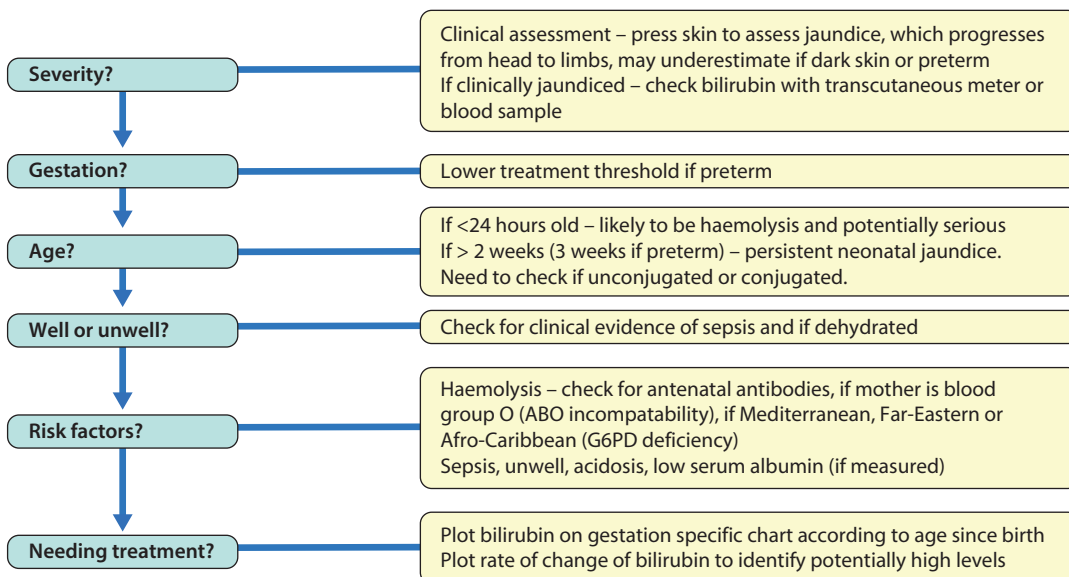 Severity?
Clinical assessment – press skin to assess jaundice, which progresses
from head to limbs, may underestimate if dark skin or preterm
If clinically jaundiced – check bilirubin with transcutaneous meter or
blood sample
Gestation?
Lower treatment threshold if preterm
Age?
If <24 hours old – likely to be haemolysis and potentially serious
If > 2 weeks (3 weeks if preterm) – persistent neonatal jaundice.
Need to check if unconjugated or conjugated.
Well or unwell?
Check for clinical evidence of sepsis and if dehydrated
Risk factors?
Haemolysis – check for antenatal antibodies, if mother is blood
group O (ABO incompatability), if Mediterranean, Far-Eastern or
Afro-Caribbean (G6PD deficiency)
Sepsis, unwell, acidosis, low serum albumin (if measured)
Needing treatment?
Plot bilirubin on gestation specific chart according to age since birth
Plot rate of change of bilirubin to identify potentially high levels